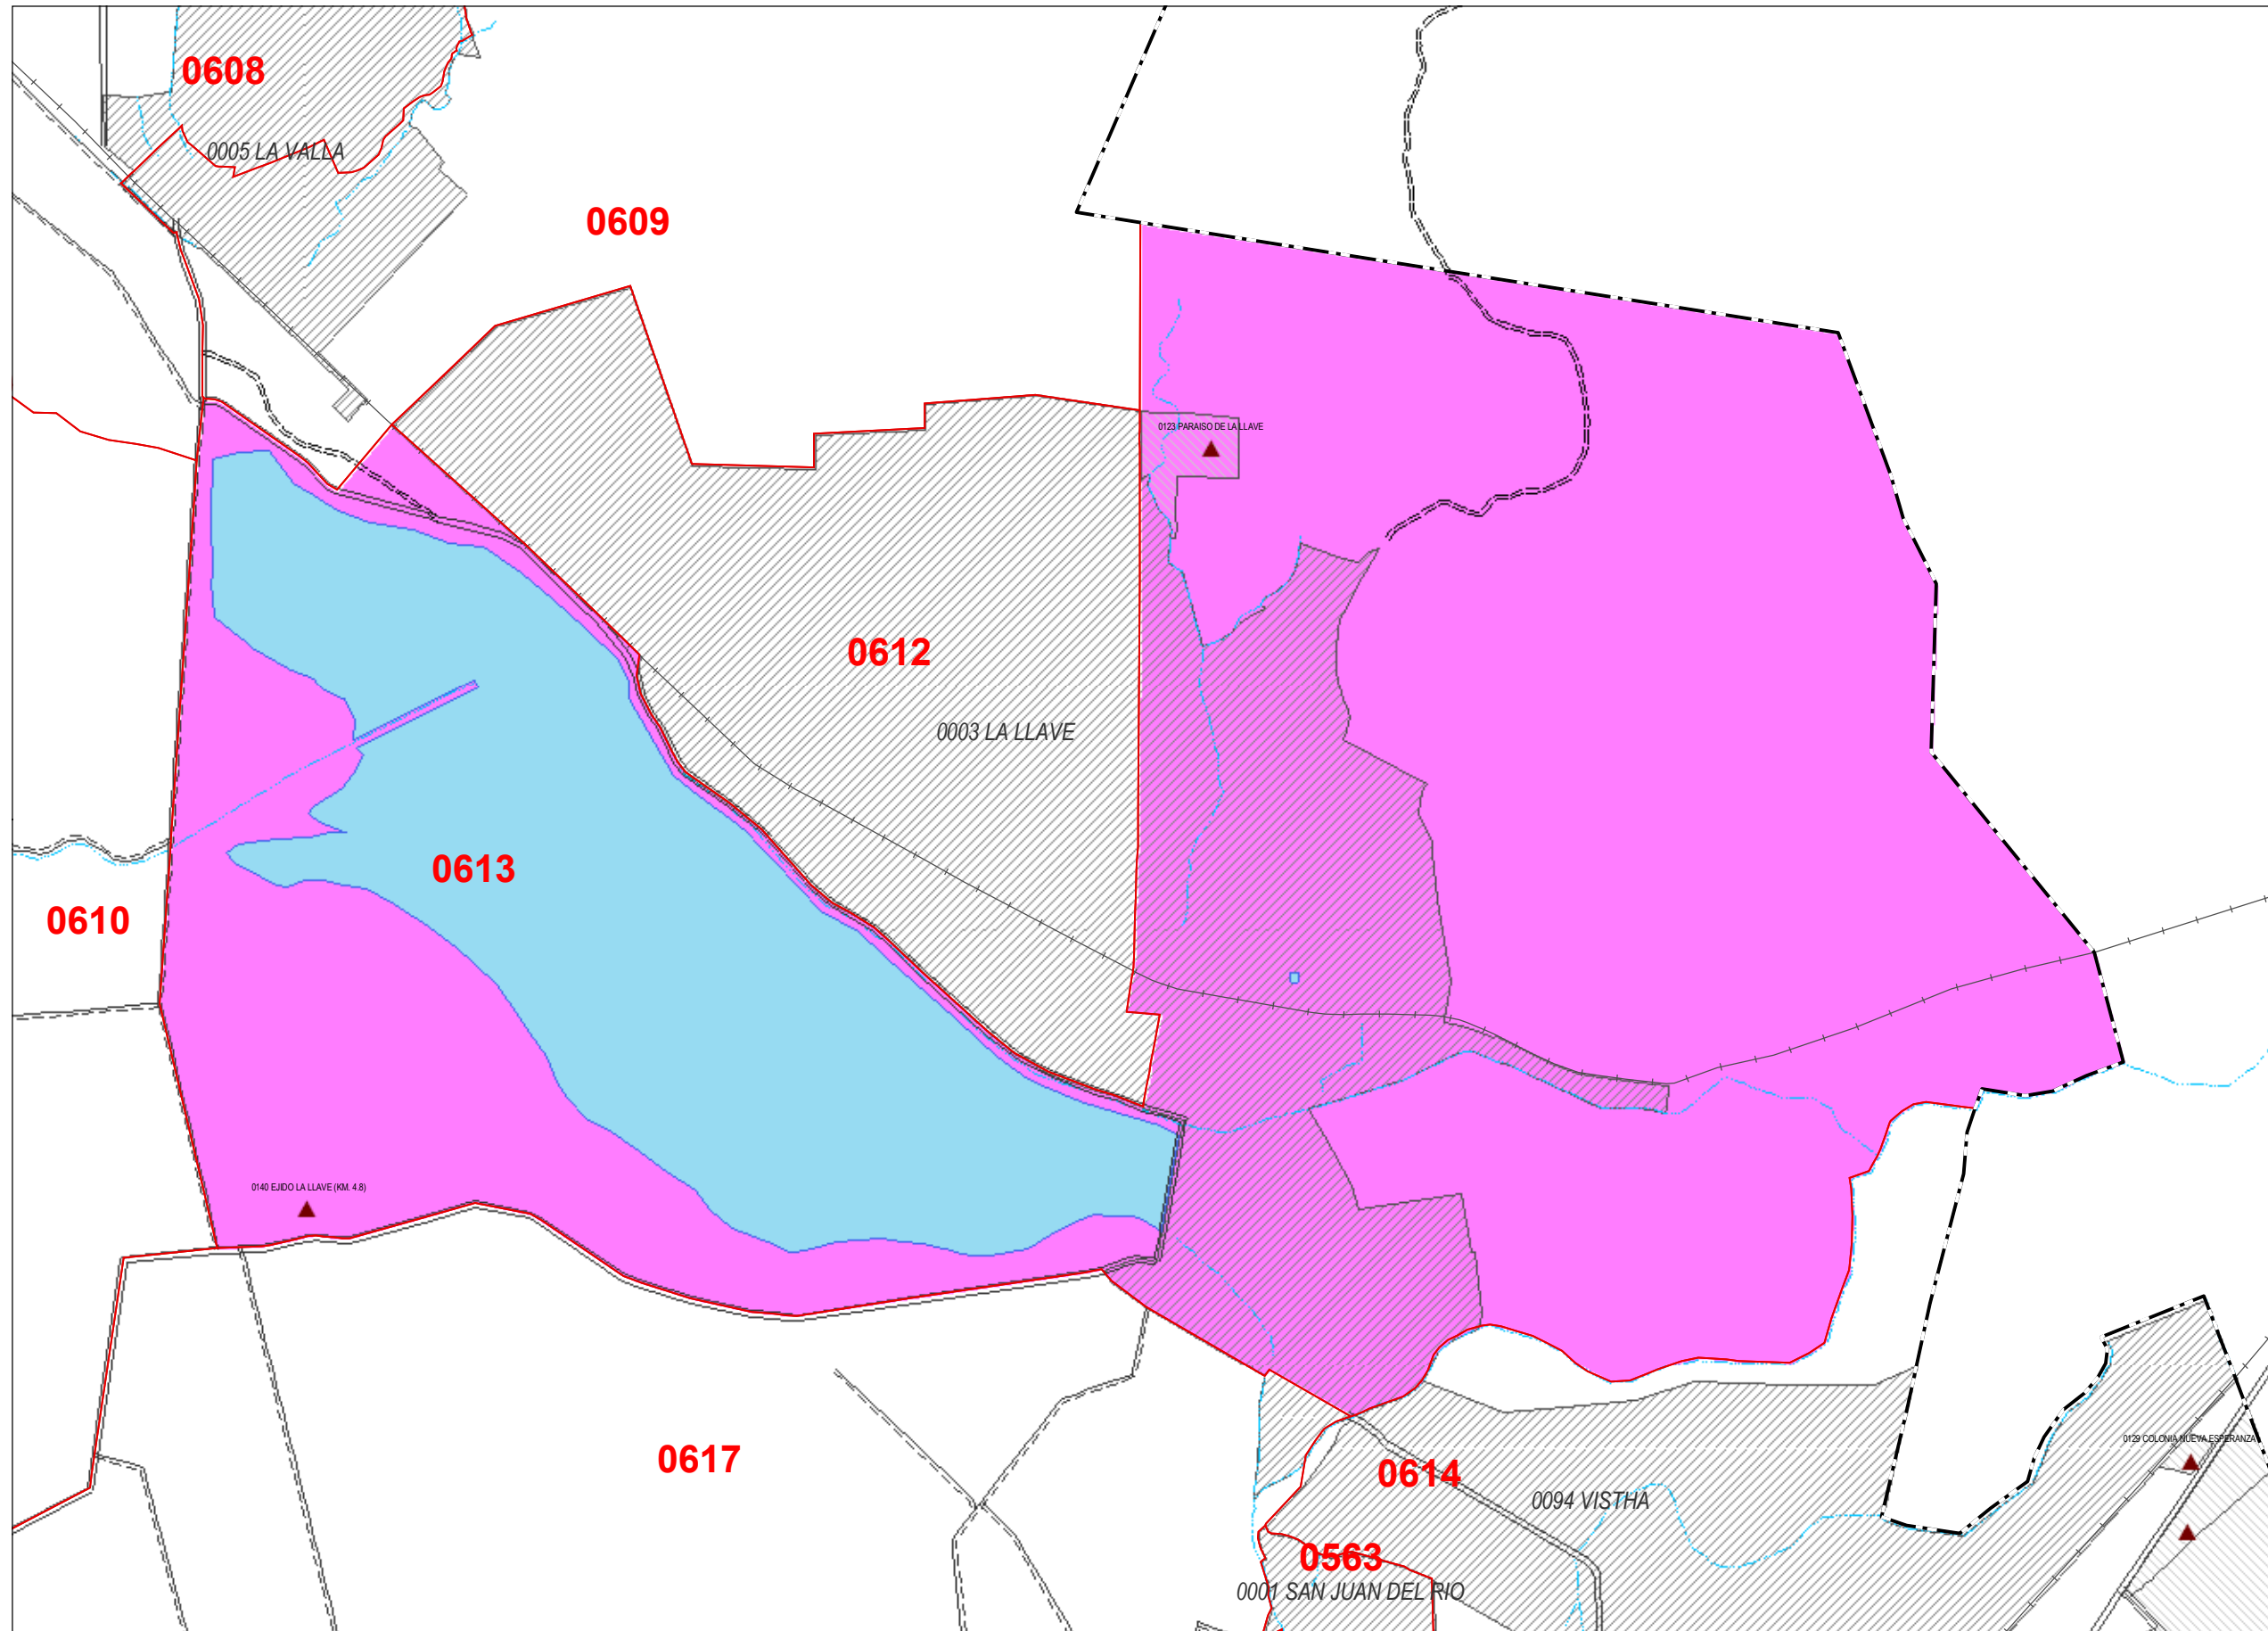 0608
0005 LA VALLA
0609
0123 PARAISO DE LA LLAVE
0612
0003 LA LLAVE
0613
0610
0140 EJIDO LA LLAVE (KM. 4.8)
0617
0614
0129 COLONIA NUEVA ESPERANZA
0094 VISTHA
0563
0001 SAN JUAN DEL RIO